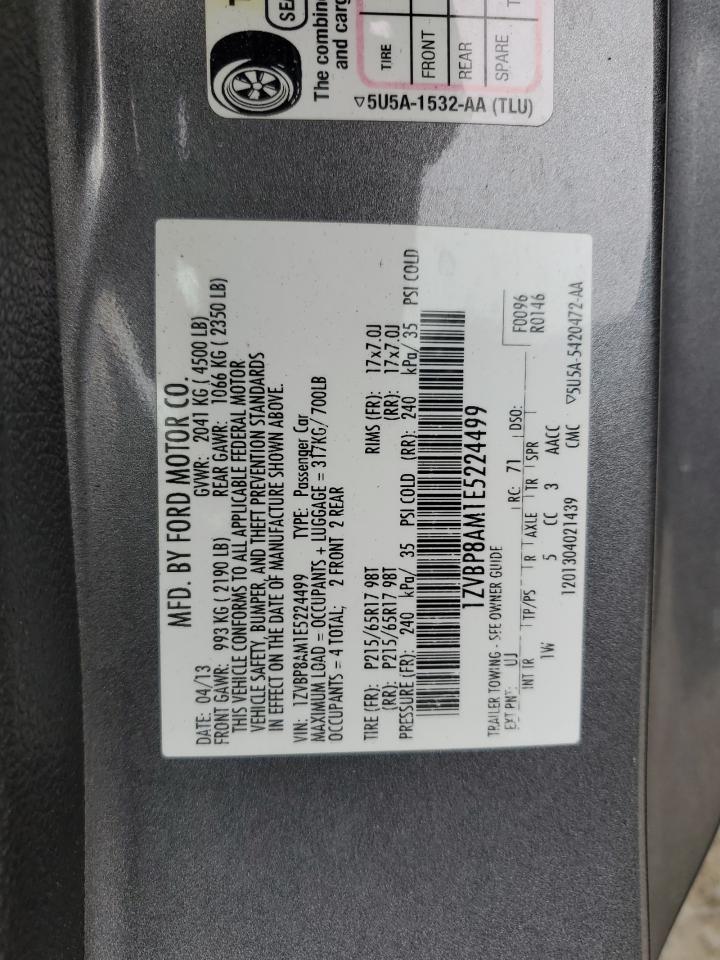 SEA
The combin
and carg
TIRE
FRONT
REAR
SPARE
T
▽5U5A-1532-AA (TLU)
MFD. BY FORD MOTOR CO.
DATE: 04/13 GVWR: 2041 KG ( 4500 LB)
FRONT GAWR: 993 KG ( 2190 LB) REAR GAWR: 1066 KG ( 2350 LB)
THIS VEHICLE CONFORMS TO ALL APPLICABLE FEDERAL MOTOR
VEHICLE SAFETY, BUMPER, AND THEFT PREVENTION STANDARDS
IN EFFECT ON THE DATE OF MANUFACTURE SHOWN ABOVE.
VIN: 1ZVBP8AM1E5224499 TYPE: Passenger Car
MAXIMUM LOAD = OCCUPANTS + LUGGAGE = 317KG/ 700LB
OCCUPANTS = 4 TOTAL; 2 FRONT 2 REAR
TIRE (FR): P215/65R17 98T RIMS (FR): 17x7.0J
(RR): P215/65R17 98T (RR): 17x7.0J
PRESSURE (FR): 240 kPa/ 35 PSI COLD (RR): 240 kPa/ 35 PSI COLD
1ZVBP8AM1E5224499
TRAILER TOWING - SEE OWNER GUIDE
EXT PNT: UJ RC: 71 DSO: F0096
R0146
INT TR TP/PS R AXLE TR SPR
1W 5 CC 3 AACC
1201304021439 CMC ▽5U5A-5420472-AA